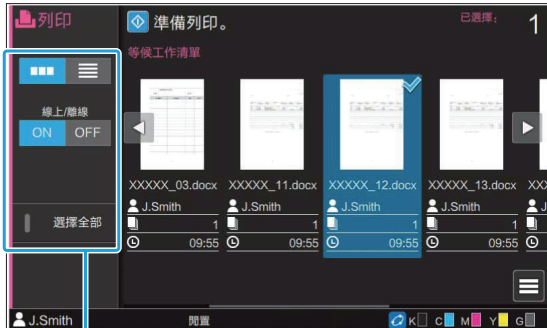 列印
準備列印。
已選擇：
1
等候工作清單
線上/離線
ON OFF
選擇全部
XXXXX_03.docx XXXXX_11.docx XXXXX_12.docx XXXXX_13.docx XXX
J.Smith J.Smith J.Smith J.Smith J
1 1 1 1
09:55 09:55 09:55 09:55
J.Smith 閒置 K C M Y G